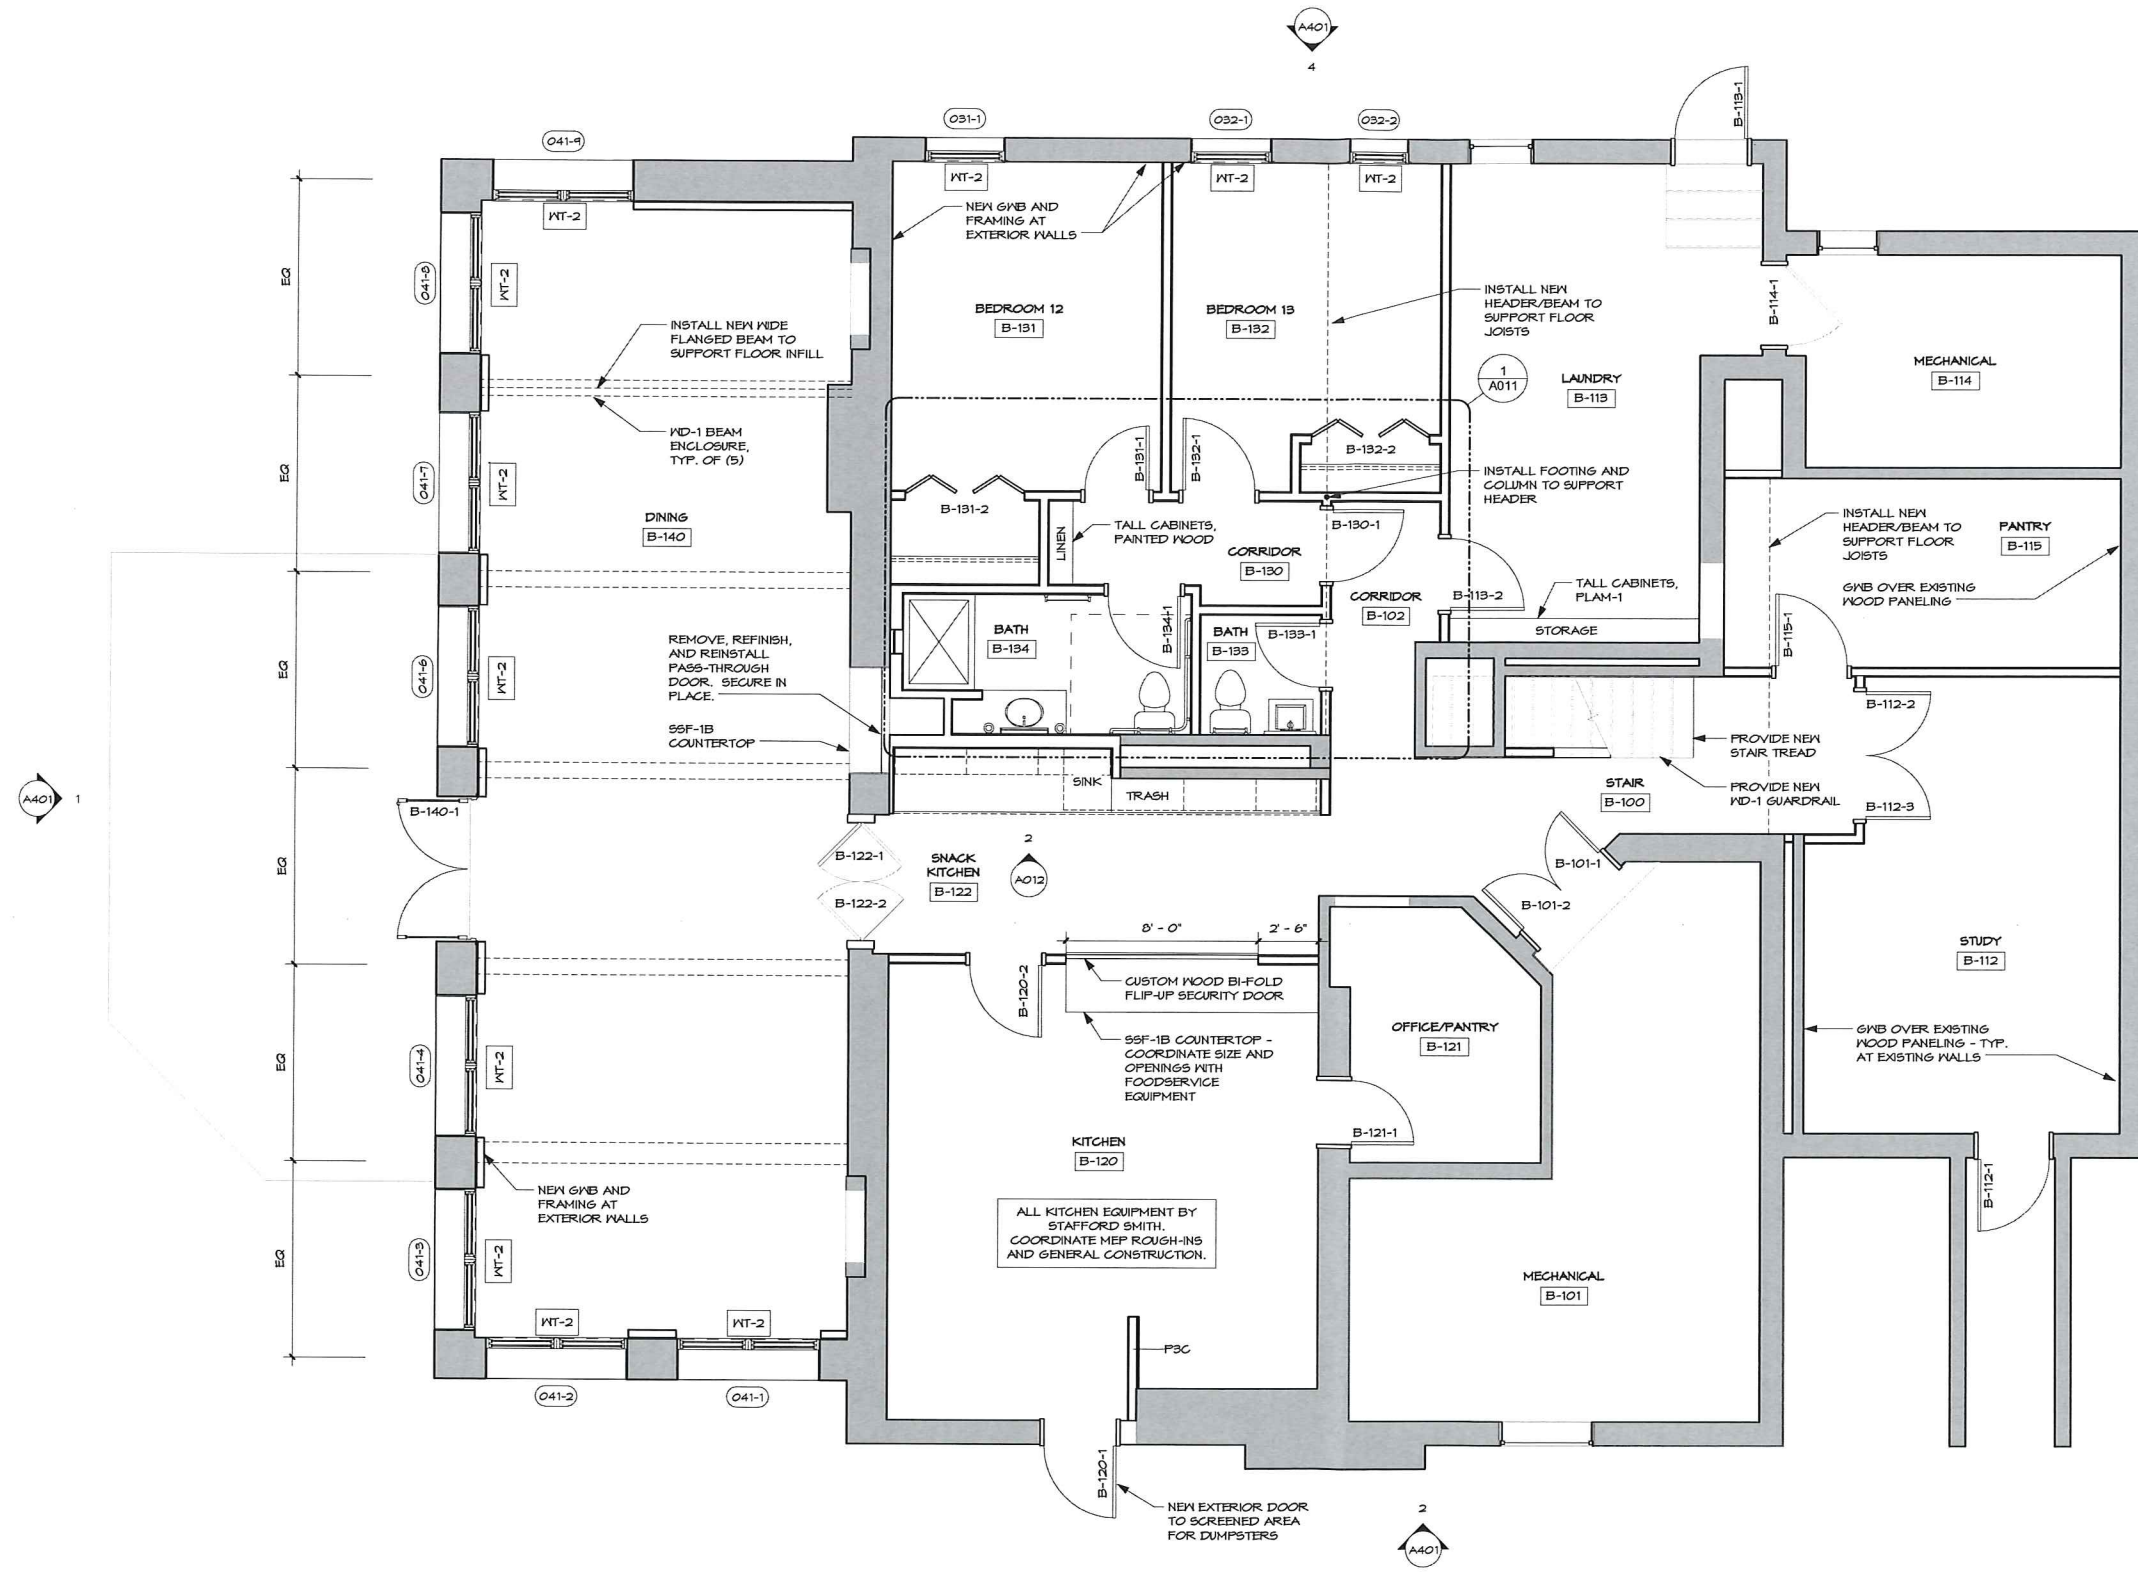 A401
4
B-113-1
041-9
031-1
032-1
032-2
WT-2
WT-2
WT-2
WT-2
NEW GWB AND
FRAMING AT
EXTERIOR WALLS
EQ
041-8
WT-2
INSTALL NEW WIDE
FLANGED BEAM TO
SUPPORT FLOOR INFILL
BEDROOM 12
B-131
BEDROOM 13
B-132
INSTALL NEW
HEADER/BEAM TO
SUPPORT FLOOR
JOISTS
B-114-1
MECHANICAL
B-114
1
A011
LAUNDRY
B-113
WD-1 BEAM
ENCLOSURE,
TYP. OF (5)
EQ
041-7
WT-2
DINING
B-140
B-131-1
B-132-1
B-132-2
B-131-2
INSTALL FOOTING AND
COLUMN TO SUPPORT
HEADER
LINEN
TALL CABINETS,
PAINTED WOOD
CORRIDOR
B-130
B-130-1
INSTALL NEW
HEADER/BEAM TO
SUPPORT FLOOR
JOISTS
PANTRY
B-115
GWB OVER EXISTING
WOOD PANELING
CORRIDOR
B-102
B-113-2
TALL CABINETS,
PLAM-1
STORAGE
B-115-1
EQ
041-6
WT-2
REMOVE, REFINISH,
AND REINSTALL
PASS-THROUGH
DOOR. SECURE IN
PLACE.
BATH
B-134
B-134-1
BATH
B-133
B-133-1
SSF-1B
COUNTERTOP
B-112-2
PROVIDE NEW
STAIR TREAD
SINK
TRASH
STAIR
B-100
PROVIDE NEW
WD-1 GUARDRAIL
B-112-3
A401
1
B-140-1
EQ
B-122-1
B-122-2
SNACK
KITCHEN
B-122
2
A012
B-101-1
B-101-2
8' - 0"
2' - 6"
STUDY
B-112
B-120-2
CUSTOM WOOD BI-FOLD
FLIP-UP SECURITY DOOR
OFFICE/PANTRY
B-121
SSF-1B COUNTERTOP -
COORDINATE SIZE AND
OPENINGS WITH
FOODSERVICE
EQUIPMENT
GWB OVER EXISTING
WOOD PANELING - TYP.
AT EXISTING WALLS
EQ
041-4
WT-2
KITCHEN
B-120
B-121-1
NEW GWB AND
FRAMING AT
EXTERIOR WALLS
B-112-1
ALL KITCHEN EQUIPMENT BY
STAFFORD SMITH.
COORDINATE MEP ROUGH-INS
AND GENERAL CONSTRUCTION.
EQ
041-3
WT-2
MECHANICAL
B-101
WT-2
WT-2
P3C
041-2
041-1
B-120-1
NEW EXTERIOR DOOR
TO SCREENED AREA
FOR DUMPSTERS
2
A401